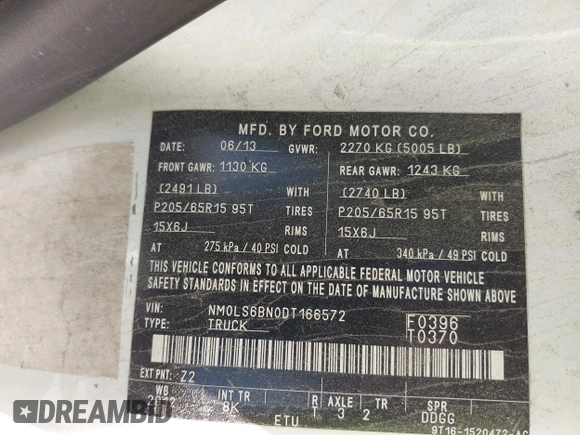 MFD. BY FORD MOTOR CO.
DATE: 06/13 GVWR: 2270 KG (5005 LB)
FRONT GAWR: 1130 KG REAR GAWR: 1243 KG
(2491 LB) WITH (2740 LB) WITH
P205/65R15 95T TIRES P205/65R15 95T TIRES
15X6J RIMS 15X6J RIMS
AT 275 kPa / 40 PSI COLD AT 340 kPa / 49 PSI COLD
THIS VEHICLE CONFORMS TO ALL APPLICABLE FEDERAL MOTOR VEHICLE
SAFETY STANDARDS IN EFFECT ON THE DATE OF MANUFACTURE SHOWN ABOVE.
VIN: NM0LS6BN0DT166572 F0396
TYPE: TRUCK T0370
EXT PNT: Z2
WB INT TR R AXLE TR SPR
8K 1 3 2 DDGG
ETU
DREAMBID